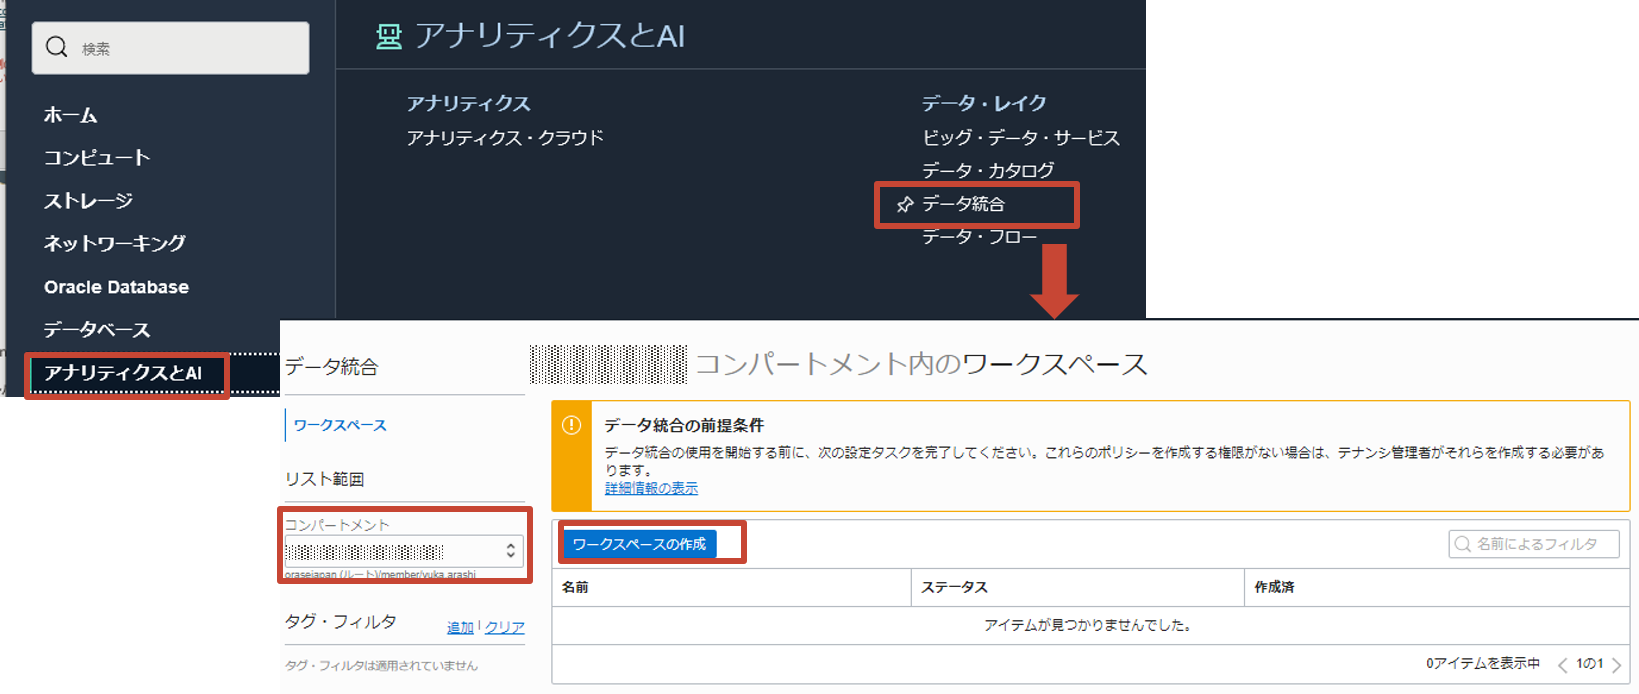 検索
ホーム
コンピュート
ストレージ
ネットワーキング
Oracle Database
データベース
アナリティクスとAI
アナリティクスとAI
アナリティクス
アナリティクス・クラウド
データ・レイク
ビッグ・データ・サービス
データ・カタログ
データ統合
データ・フロー
データ統合
ワークスペース
リスト範囲
コンパートメント
orasejapan (ルート)/member/yuka.arashi
タグ・フィルタ
追加 | クリア
タグ・フィルタは適用されていません
コンパートメント内のワークスペース
データ統合の前提条件
データ統合の使用を開始する前に、次の設定タスクを完了してください。これらのポリシーを作成する権限がない場合は、テナンシ管理者がそれらを作成する必要があ
ります。
詳細情報の表示
ワークスペースの作成
名前によるフィルタ
名前 ステータス 作成済
アイテムが見つかりませんでした。
0アイテムを表示中 1の1